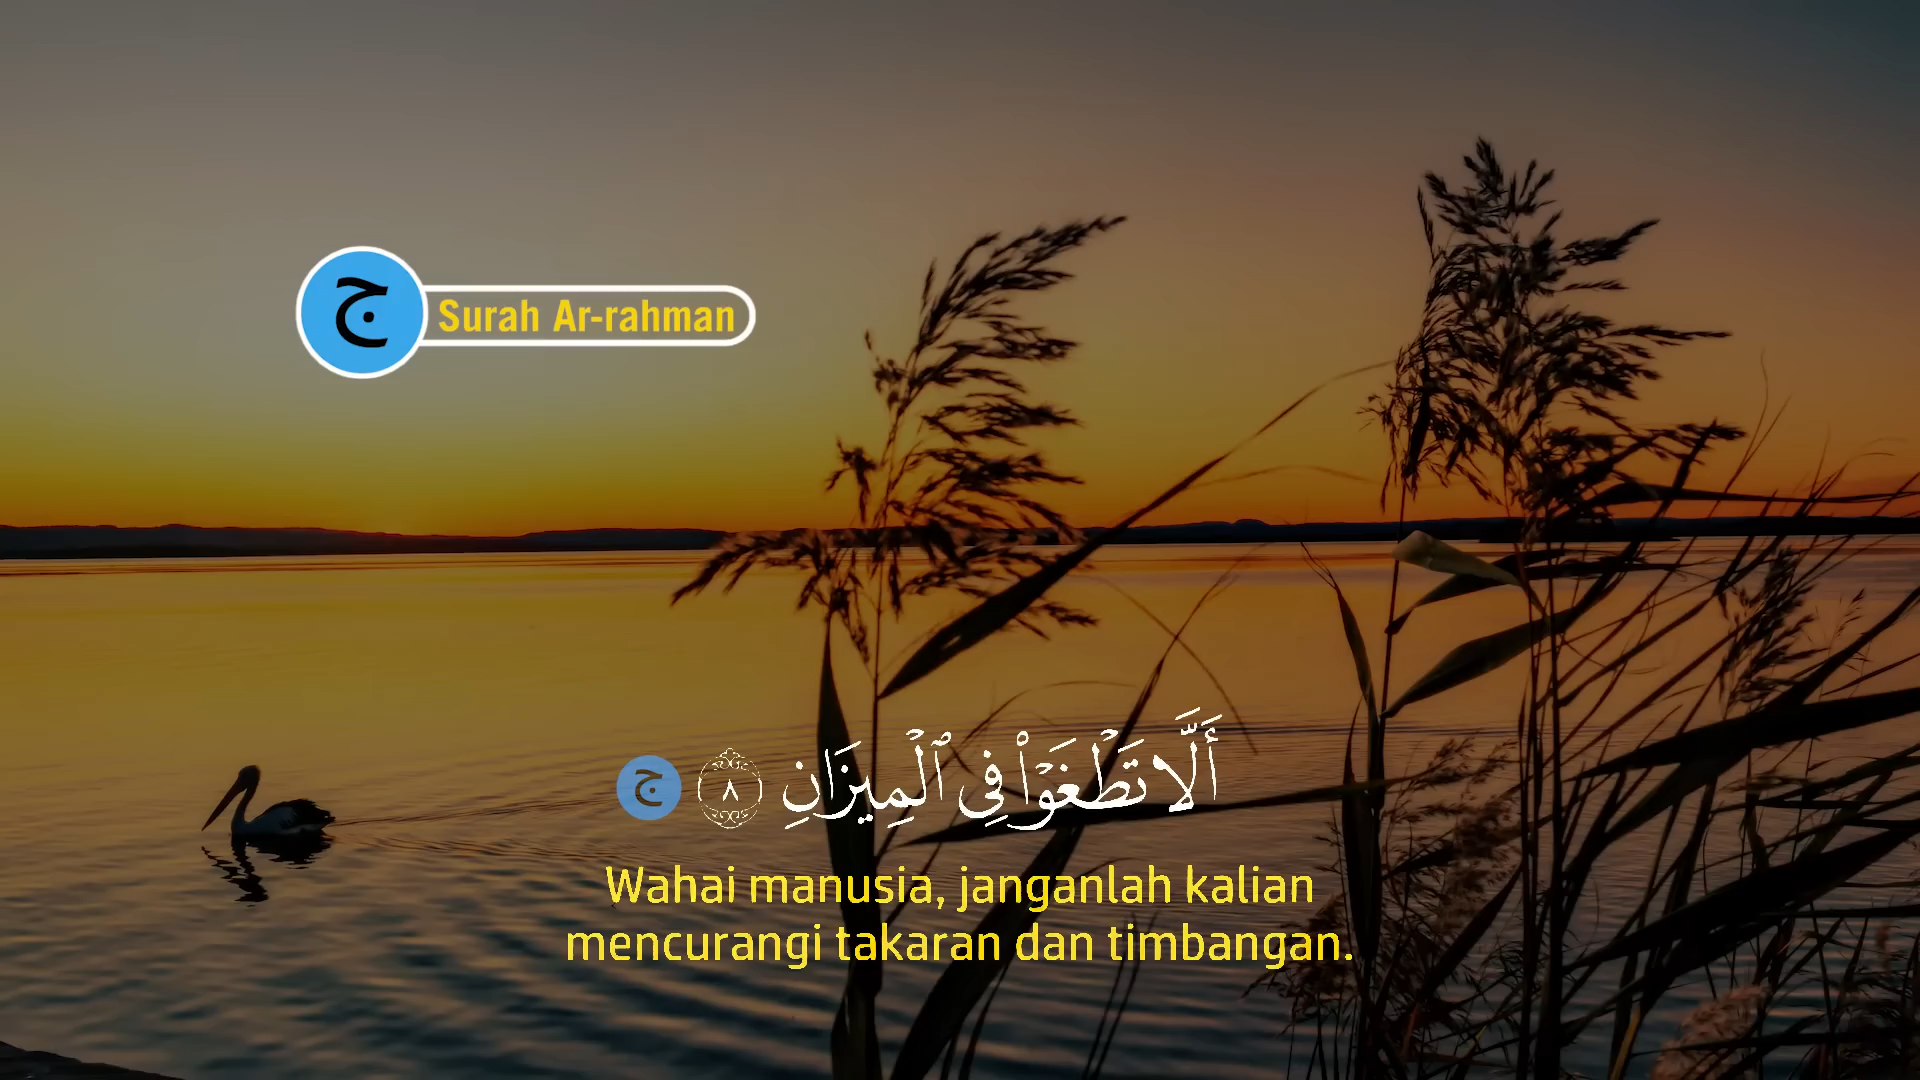 ج Surah Ar-rahman
أَلَّا تَطْغَوْا۟ فِى ٱلْمِيزَانِ ٨ ج
Wahai manusia, janganlah kalian
mencurangi takaran dan timbangan.